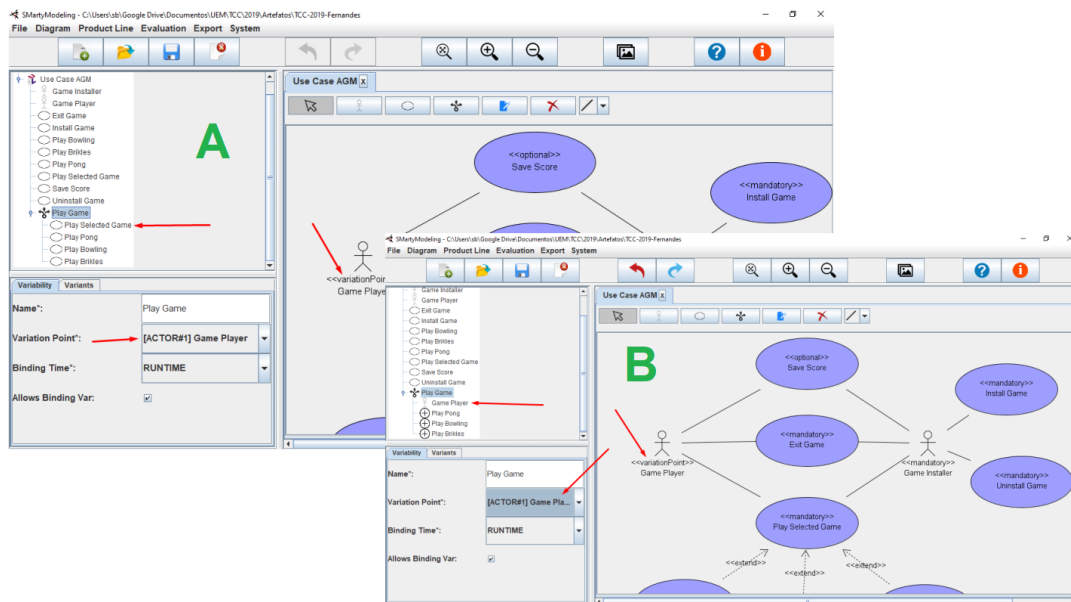 SMartyModeling - C:\Users\sb\Google Drive\Documentos\UEM\TCC\2019\Artefatos\TCC-2019-Fernandes
File Diagram Product Line Evaluation Export System
Use Case AGM
Game Installer
Game Player
Exit Game
Install Game
Play Bowling
Play Brikles
Play Pong
Play Selected Game
Save Score
Uninstall Game
Play Game
Play Selected Game
Play Pong
Play Bowling
Play Brikles
A
Variability Variants
Name*: Play Game
Variation Point*: [ACTOR#1] Game Player
Binding Time*: RUNTIME
Allows Binding Var:
Use Case AGM x
<<optional>>
Save Score
<<mandatory>>
Install Game
<<variationPoi
Game Playe
SMartyModeling - C:\Users\sb\Google Drive\Documentos\UEM\TCC\2019\Artefatos\TCC-2019-Fernandes
File Diagram Product Line Evaluation Export System
Game Installer
Game Player
Exit Game
Install Game
Play Bowling
Play Brikles
Play Pong
Play Selected Game
Save Score
Uninstall Game
Play Game
Game Player
Play Pong
Play Bowling
Play Brikles
Variability Variants
Name*: Play Game
Variation Point*: [ACTOR#1] Game Pla...
Binding Time*: RUNTIME
Allows Binding Var:
Use Case AGM x
B
<<optional>>
Save Score
<<mandatory>>
Install Game
<<mandatory>>
Exit Game
<<variationPoint>>
Game Player
<<mandatory>>
Game Installer
<<mandatory>>
Uninstall Game
<<mandatory>>
Play Selected Game
<<extend>>
<<extend>>
<<extend>>